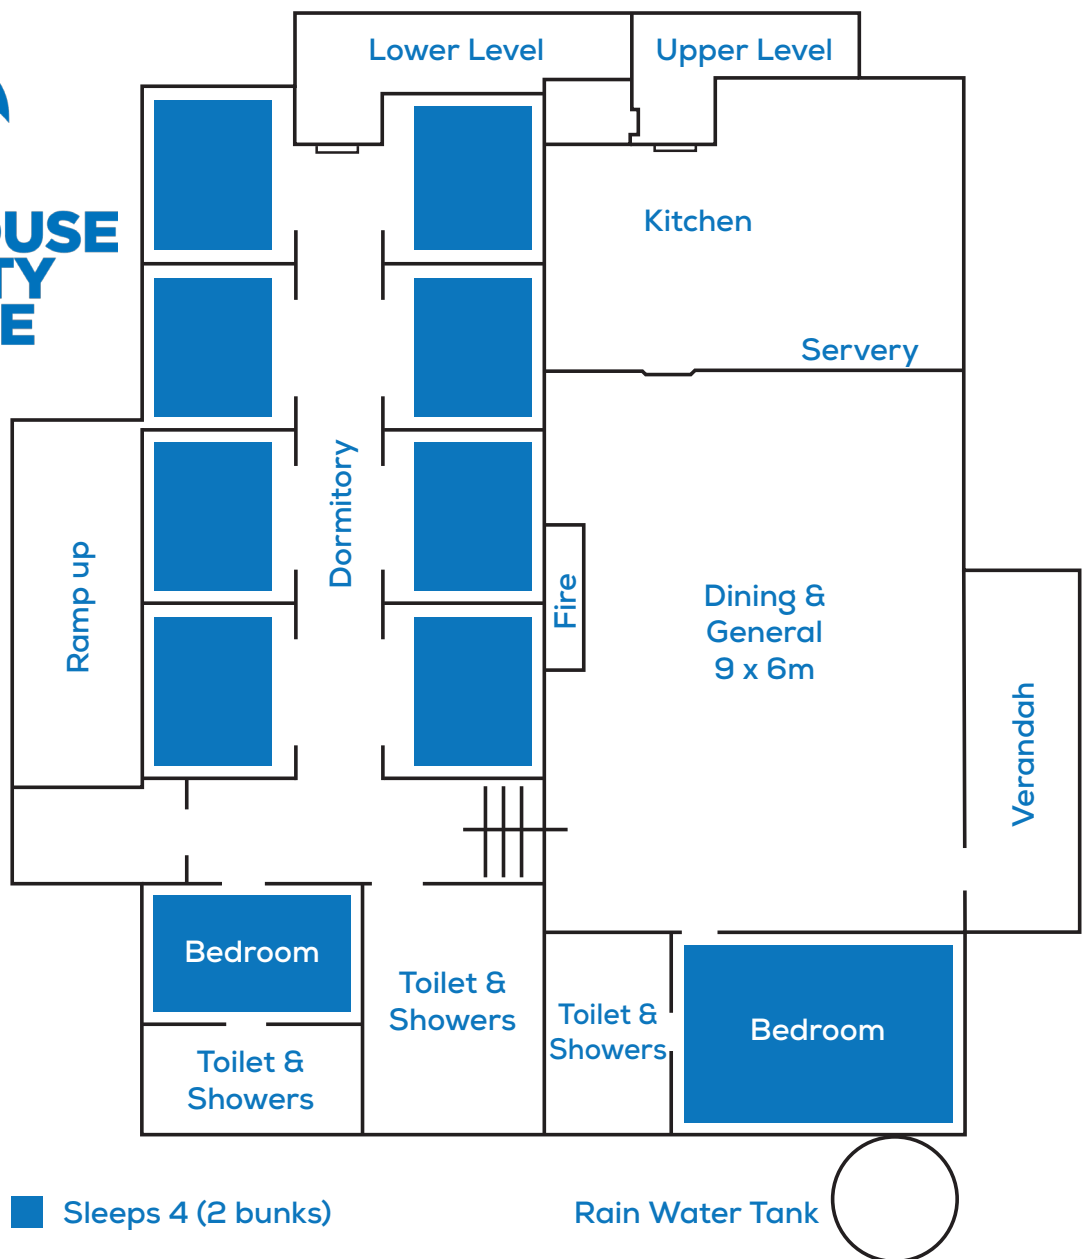 Lower Level
Upper Level
OUSE
TY
E
Kitchen
Servery
Dormitory
Ramp up
Fire
Dining &
General
9 x 6m
Verandah
Bedroom
Toilet &
Showers
Toilet &
Showers
Bedroom
Toilet &
Showers
Sleeps 4 (2 bunks)
Rain Water Tank